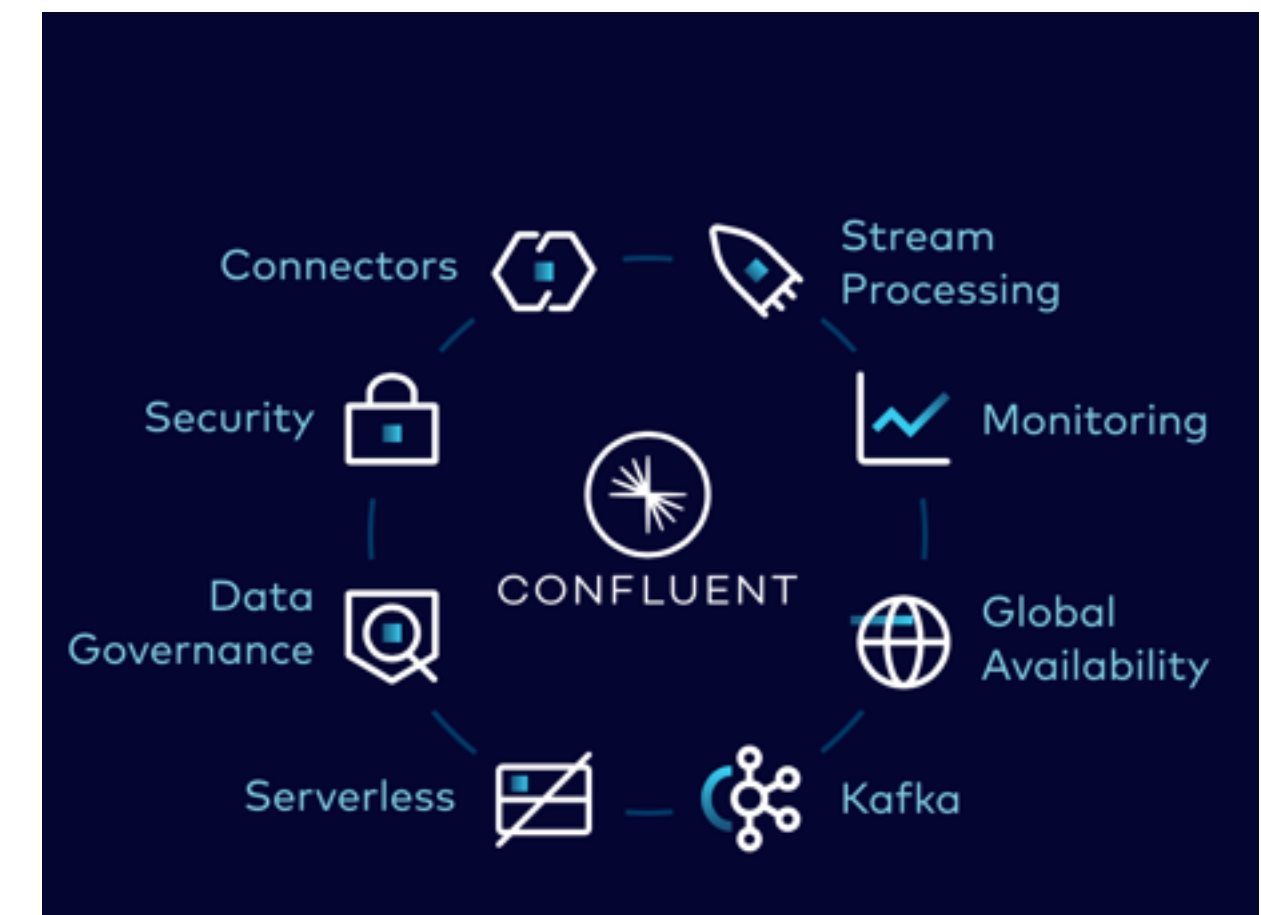 Connectors
Stream
Processing
Security
Monitoring
CONFLUENT
Data
Governance
Global
Availability
Serverless
Kafka